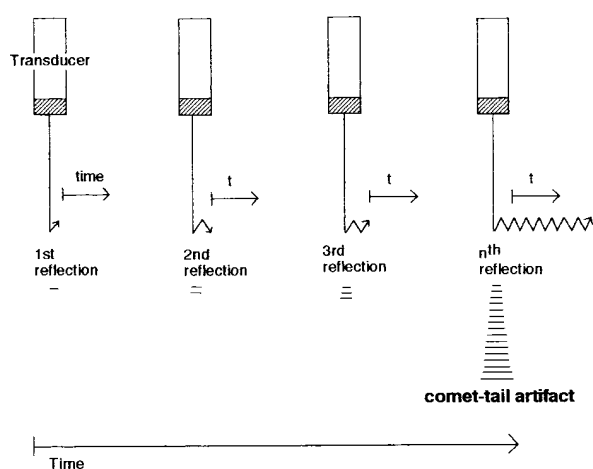 Transducer
time
t
t
t
1st
reflection
2nd
reflection
3rd
reflection
nth
reflection
comet-tail artifact
Time